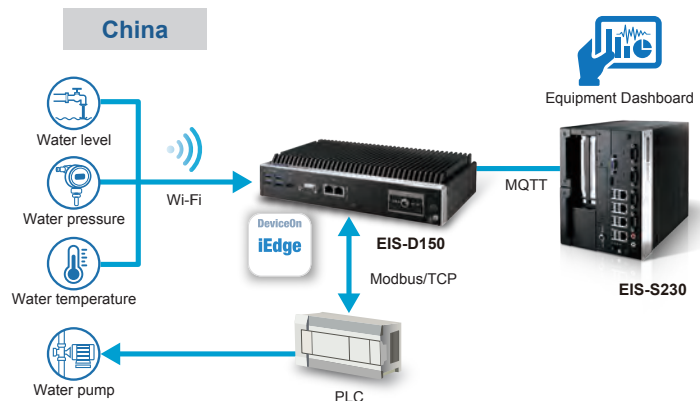 China
Equipment Dashboard
Water level
Wi-Fi
Water pressure
MQTT
DeviceOn
iEdge
EIS-D150
EIS-S230
Modbus/TCP
Water temperature
Water pump
PLC